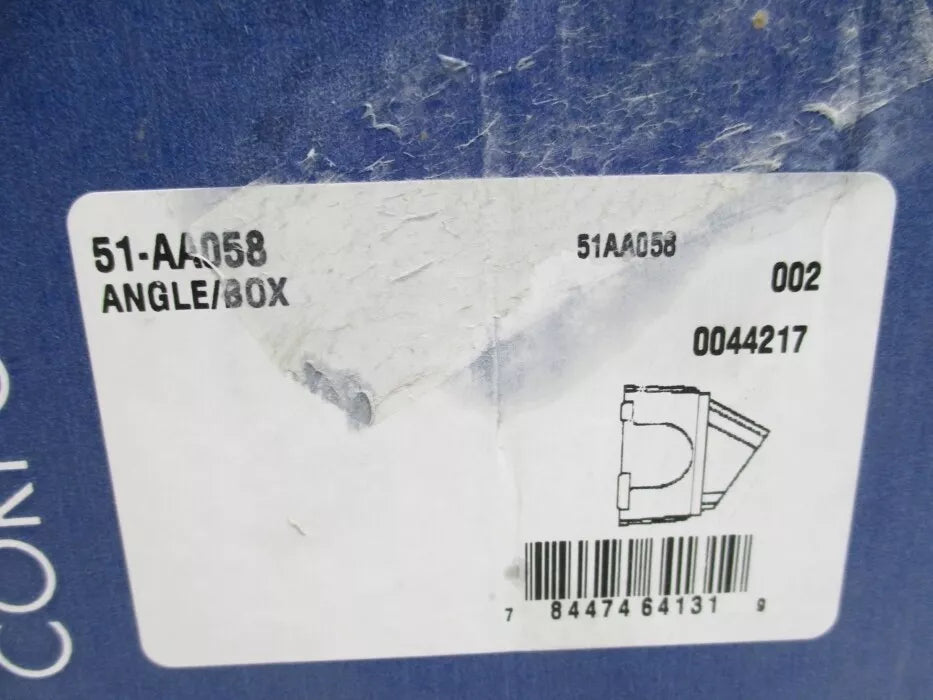 51-AA058
ANGLE/BOX
51AA058
002
0044217
7 84474 64131 9